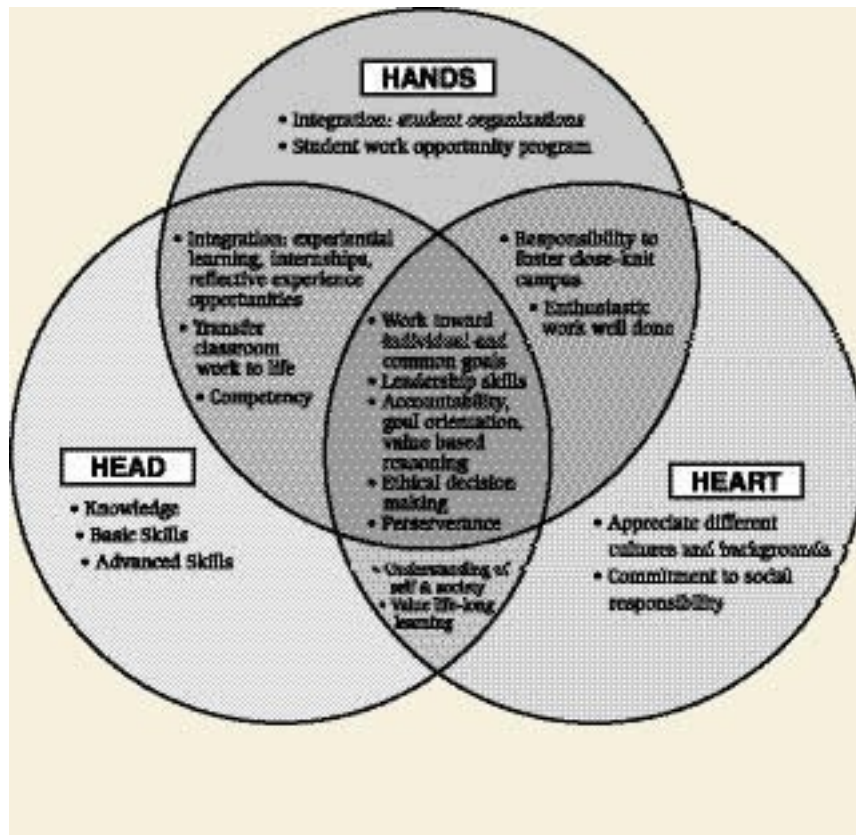 HANDS
• Integration: student organizations
• Student work opportunity program
• Integration: experiential
learning, internships,
reflective experience
opportunities
• Transfer
classroom
work to life
• Competency
• Responsibility to
foster close-knit
campus
• Enthusiastic
work well done
• Work toward
individual and
common goals
• Leadership skills
• Accountability,
goal orientation,
value based
reasoning
• Ethical decision
making
• Perserverance
HEAD
• Knowledge
• Basic Skills
• Advanced Skills
HEART
• Appreciate different
cultures and backgrounds
• Commitment to social
responsibility
• Understanding of
self & society
• Value life-long
learning